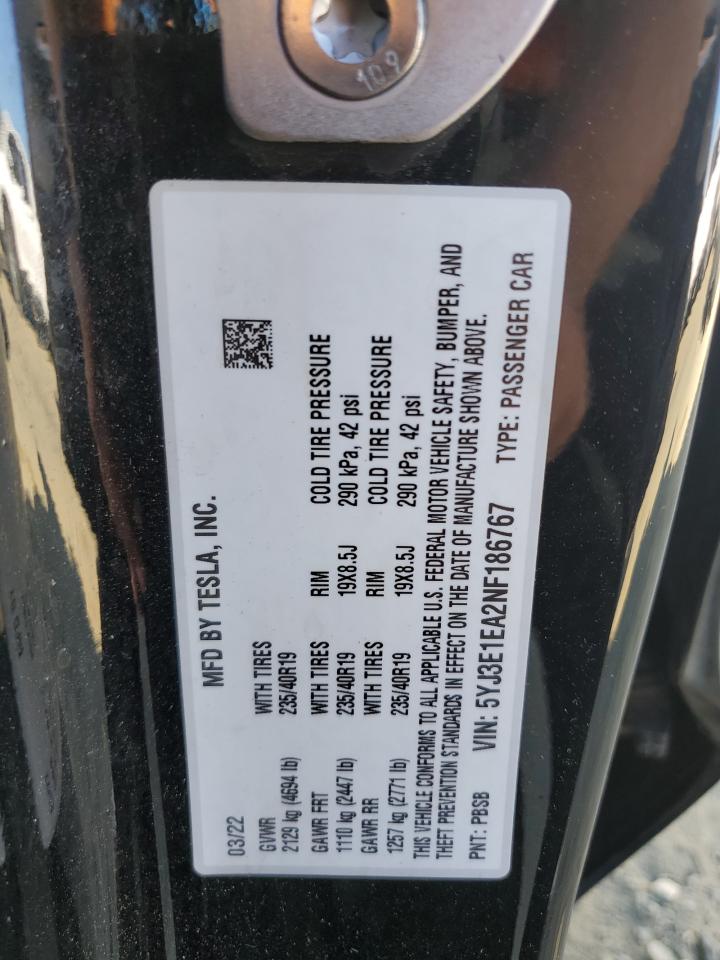 109
MFD BY TESLA, INC.
03/22
GVWR WITH TIRES
2129 kg (4694 lb) 235/40R19
GAWR FRT WITH TIRES RIM COLD TIRE PRESSURE
1110 kg (2447 lb) 235/40R19 19X8.5J 290 kPa, 42 psi
GAWR RR WITH TIRES RIM COLD TIRE PRESSURE
1257 kg (2771 lb) 235/40R19 19X8.5J 290 kPa, 42 psi
THIS VEHICLE CONFORMS TO ALL APPLICABLE U.S. FEDERAL MOTOR VEHICLE SAFETY, BUMPER, AND
THEFT PREVENTION STANDARDS IN EFFECT ON THE DATE OF MANUFACTURE SHOWN ABOVE.
PNT: PBSB VIN: 5YJ3E1EA2NF186767 TYPE: PASSENGER CAR